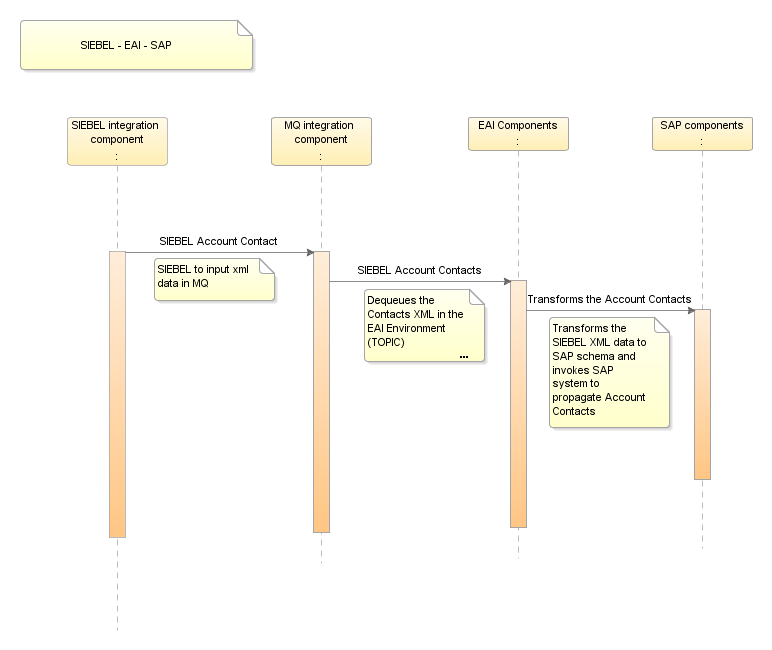 SIEBEL - EAI - SAP
SIEBEL integration
component
:
MQ integration
component
:
EAI Components
:
SAP components
:
SIEBEL Account Contact
SIEBEL to input xml
data in MQ
SIEBEL Account Contacts
Dequeues the
Contacts XML in the
EAI Environment
(TOPIC)
...
Transforms the Account Contacts
Transforms the
SIEBEL XML data to
SAP schema and
invokes SAP
system to
propagate Account
Contacts